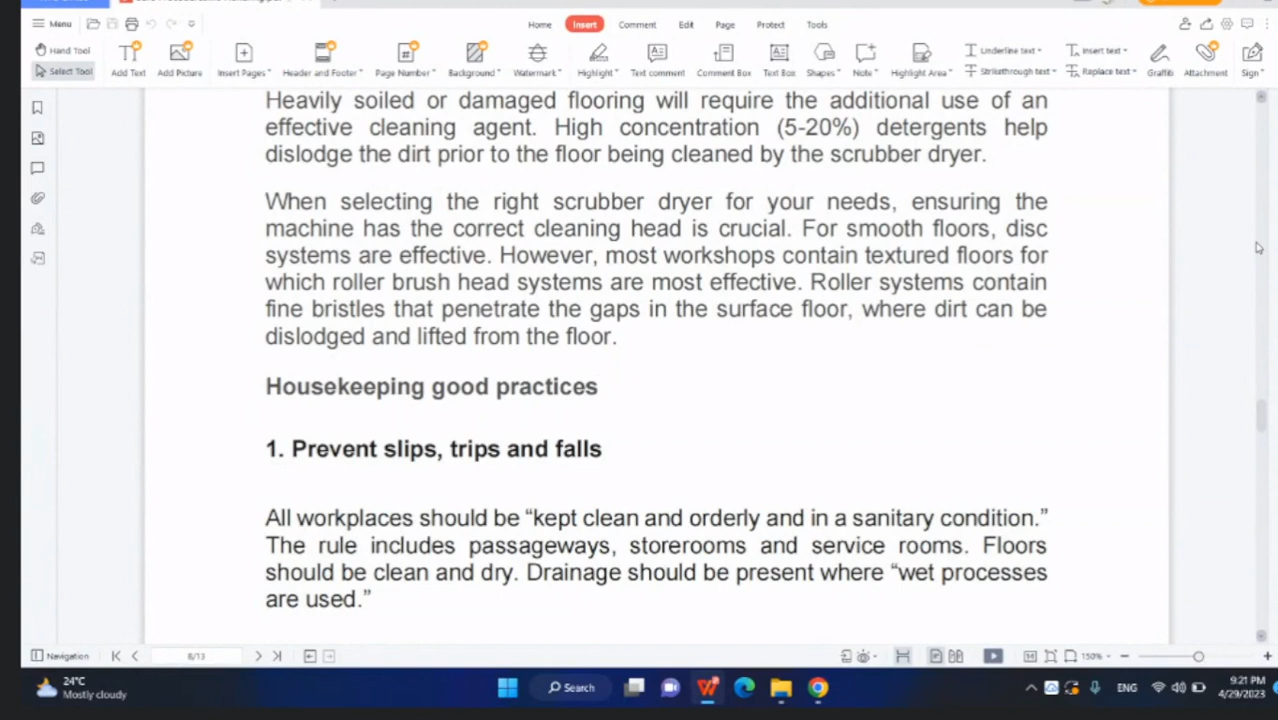 Menu
Home Insert Comment Edit Page Protect Tools
Hand Tool
Select Tool
Add Text Add Picture Insert Pages Header and Footer Page Number Background Watermark Highlight Text comment Comment Box Text Box Shapes Note Highlight Area Underline text Insert text Graffiti Attachment Sign
Strikethrough text Replace text
Heavily soiled or damaged flooring will require the additional use of an
effective cleaning agent. High concentration (5-20%) detergents help
dislodge the dirt prior to the floor being cleaned by the scrubber dryer.
When selecting the right scrubber dryer for your needs, ensuring the
machine has the correct cleaning head is crucial. For smooth floors, disc
systems are effective. However, most workshops contain textured floors for
which roller brush head systems are most effective. Roller systems contain
fine bristles that penetrate the gaps in the surface floor, where dirt can be
dislodged and lifted from the floor.
Housekeeping good practices
1. Prevent slips, trips and falls
All workplaces should be “kept clean and orderly and in a sanitary condition.”
The rule includes passageways, storerooms and service rooms. Floors
should be clean and dry. Drainage should be present where “wet processes
are used.”
Navigation 8/13 150%
24°C
Mostly cloudy
Search
ENG
9:21 PM
4/29/2023